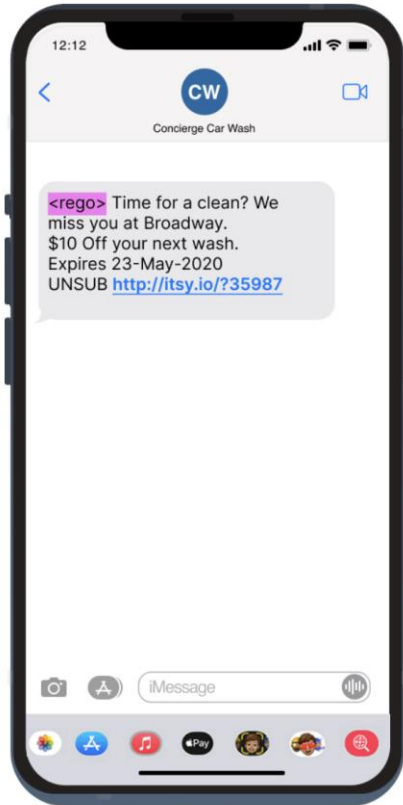 12:12
CW
Concierge Car Wash
<rego> Time for a clean? We
miss you at Broadway.
$10 Off your next wash.
Expires 23-May-2020
UNSUB http://itsy.io/?35987
iMessage
Pay